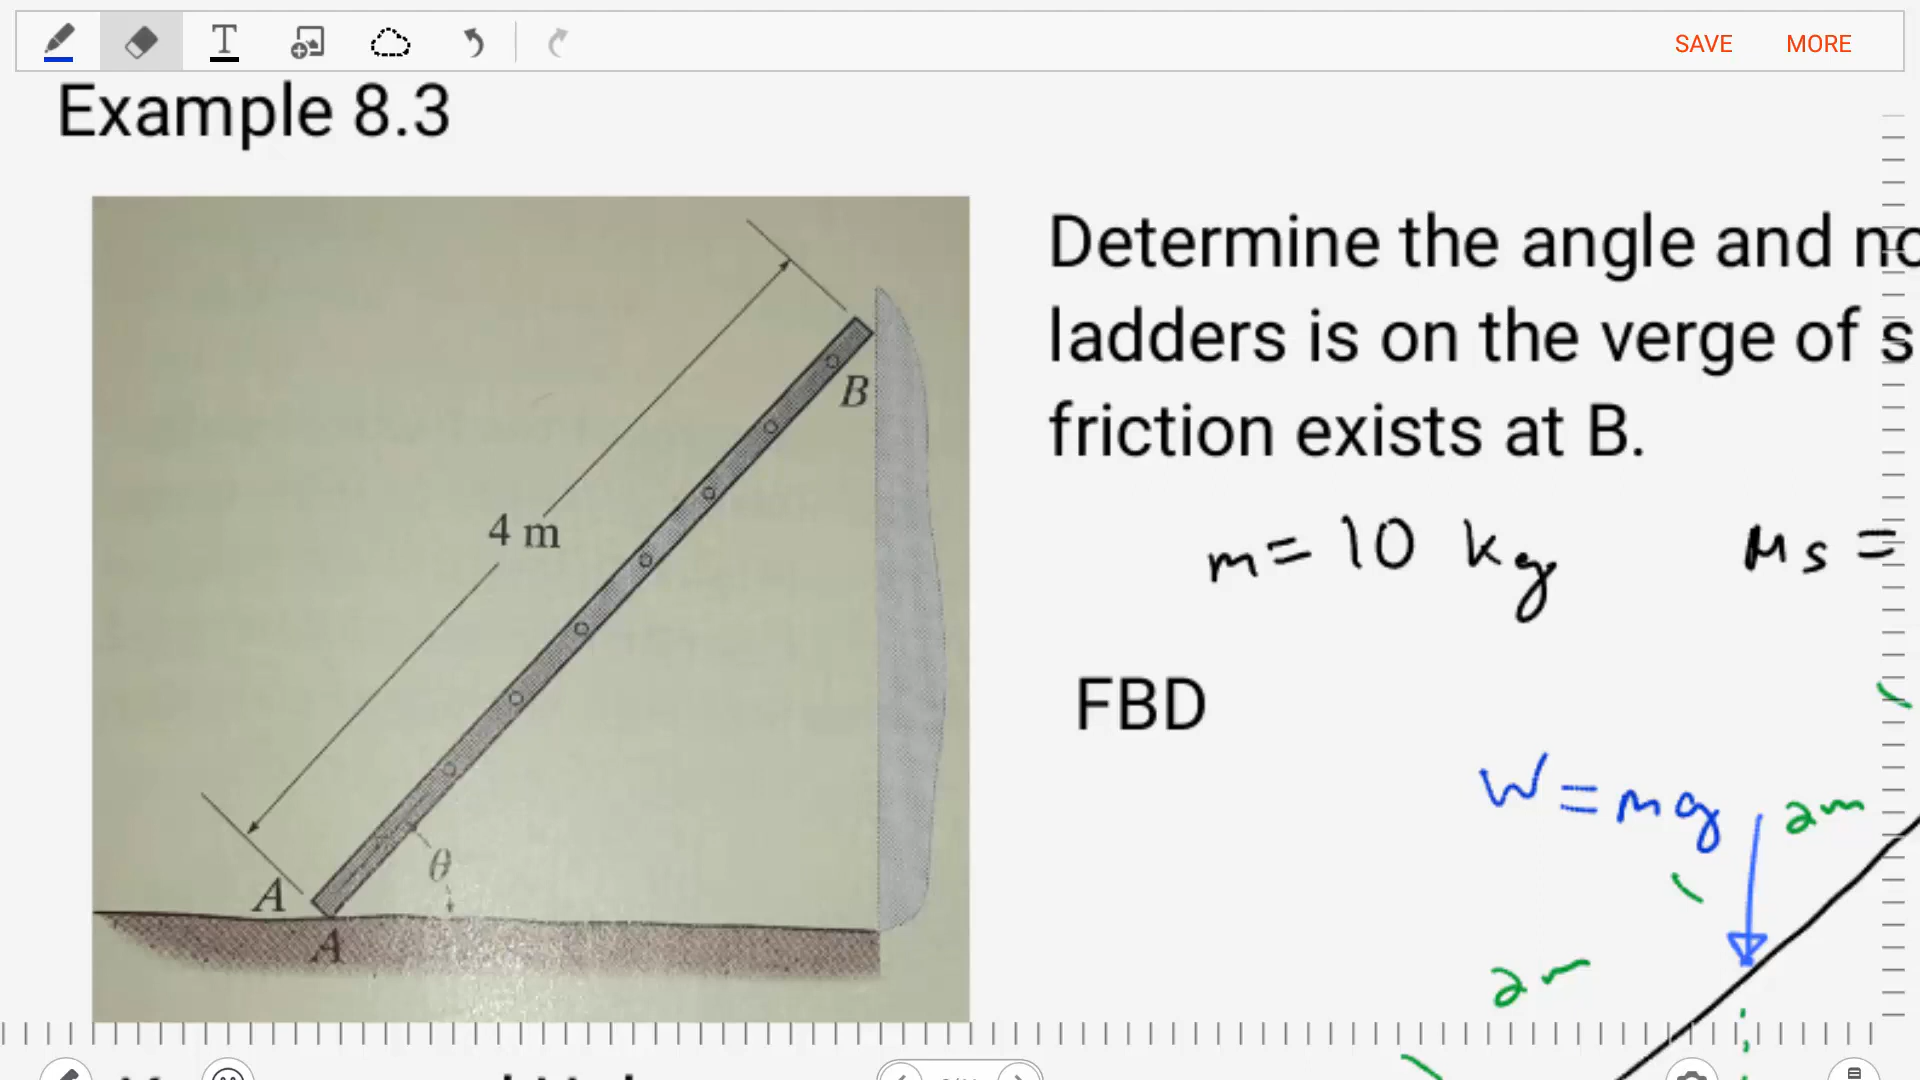 SAVE MORE
Example 8.3
Determine the angle and
ladders is on the verge of
friction exists at B.
m = 10 kg μs =
FBD
W = mg
2m
2m
4 m
B
θ
A
A